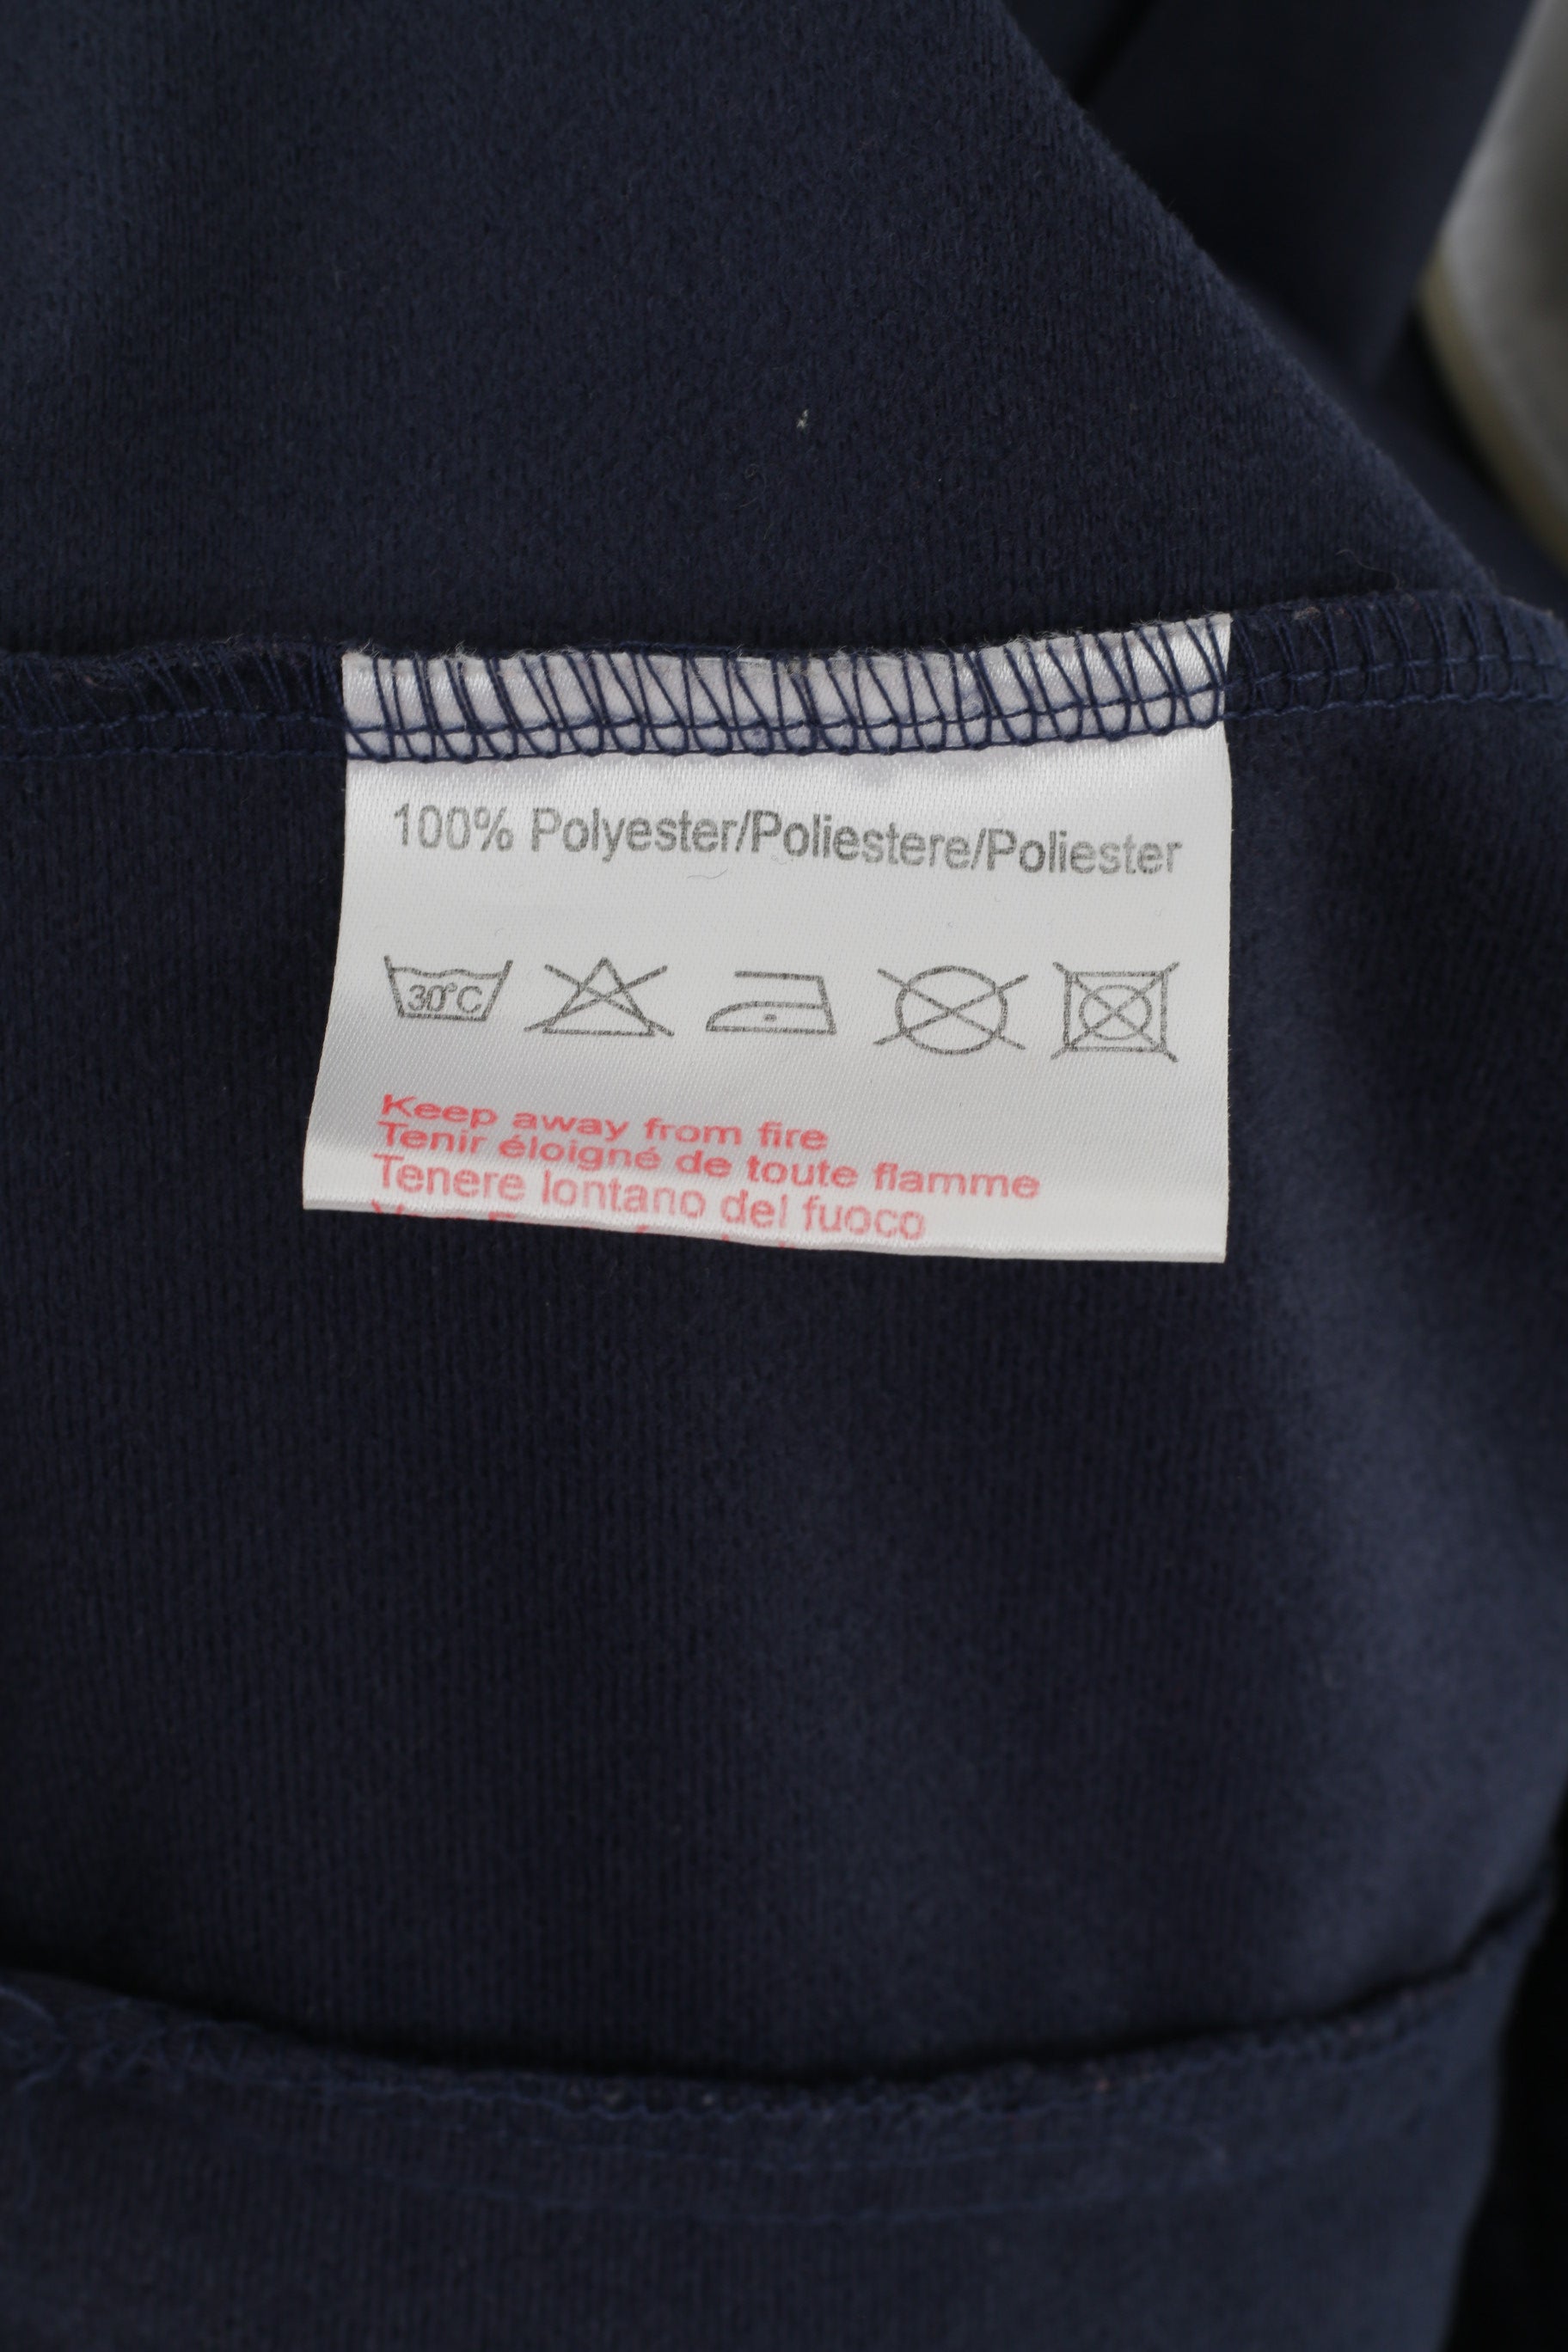 100% Polyester/Poliestere/Poliester
30°C
Keep away from fire
Tenir éloigné de toute flamme
Tenere lontano del fuoco